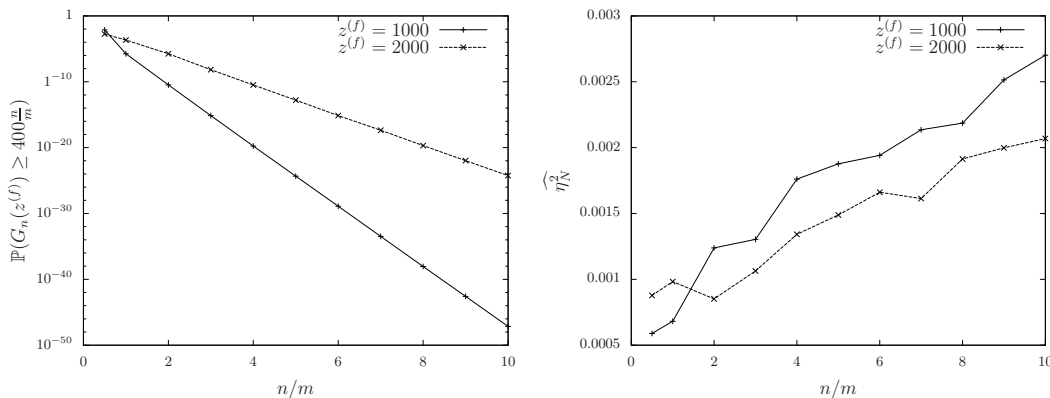 1
1^{-10}
10^{-20}
10^{-30}
10^{-40}
10^{-50}
0 2 4 6 8 10
n/m
ℙ(G_n(z^{(f)}) ≥ 400 n/m)
z^{(f)} = 1000
z^{(f)} = 2000
0.003
0.0025
0.002
0.0015
0.001
0.0005
0 2 4 6 8 10
n/m
\widehat{η_N^2}
z^{(f)} = 1000
z^{(f)} = 2000